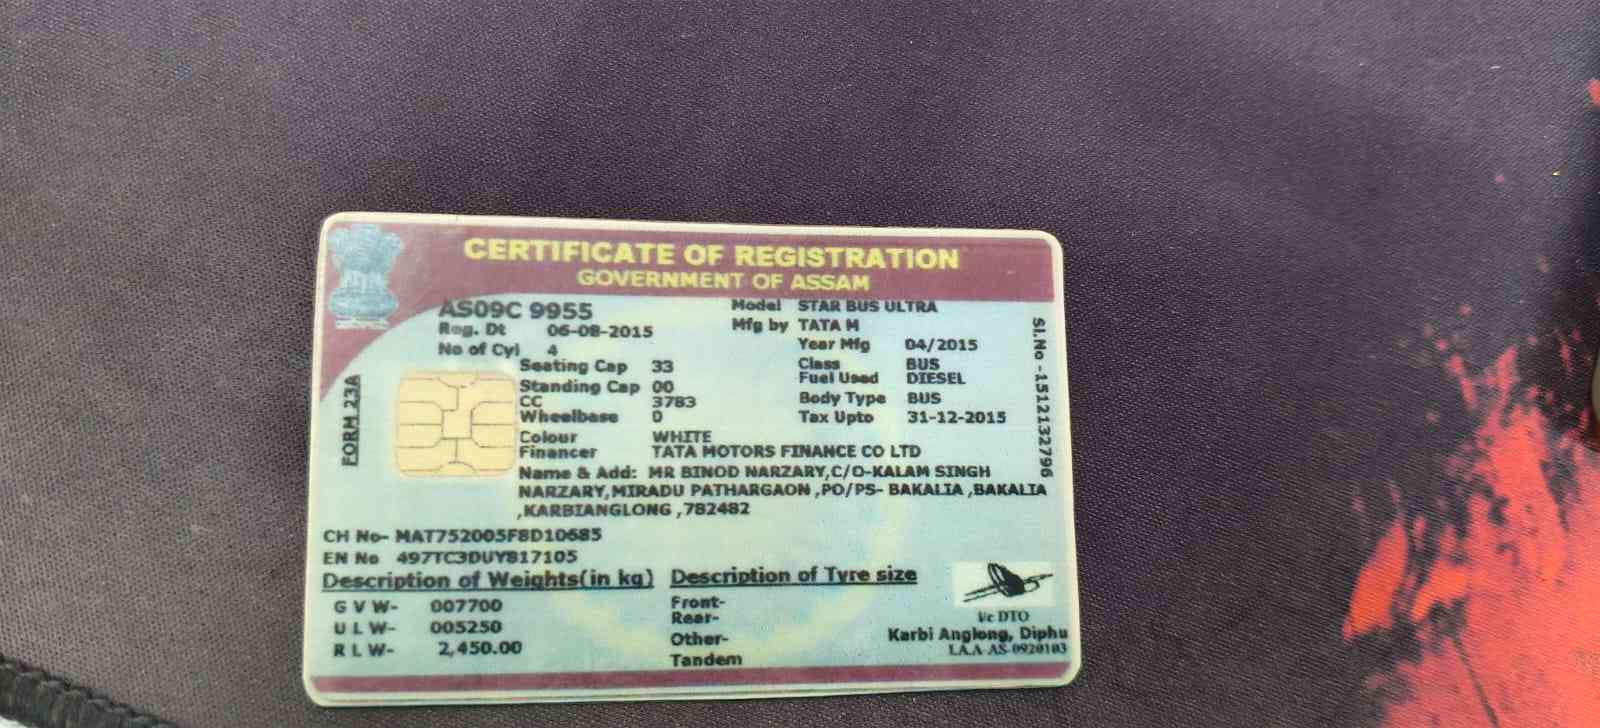 CERTIFICATE OF REGISTRATION
GOVERNMENT OF ASSAM
AS09C 9955
Reg. Dt 06-08-2015
No of Cyl 4
Model STAR BUS ULTRA
Mfg by TATA M
Year Mfg 04/2015
Seating Cap 33
Class BUS
Standing Cap 00
Fuel Used DIESEL
CC 3783
Body Type BUS
Wheelbase 0
Tax Upto 31-12-2015
Colour WHITE
Financer TATA MOTORS FINANCE CO LTD
Name & Add: MR BINOD NARZARY,C/O-KALAM SINGH
NARZARY,MIRADU PATHARGAON ,PO/PS- BAKALIA ,BAKALIA
,KARBIANGLONG ,782482
FORM 23A
Sl.No -1512132796
CH No- MAT752005F8D10685
EN No 497TC3DUY817105
Description of Weights(in kg)
G V W- 007700
U L W- 005250
R L W- 2,450.00
Description of Tyre size
Front-
Rear-
Other-
Tandem
I/c DTO
Karbi Anglong, Diphu
I.A.A-AS-0920103